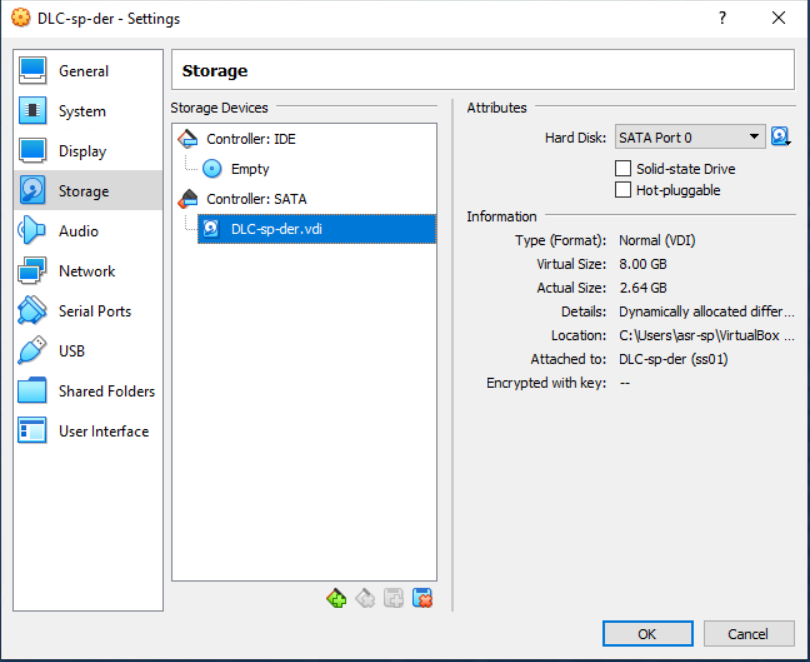 DLC-sp-der - Settings
?
General
System
Display
Storage
Audio
Network
Serial Ports
USB
Shared Folders
User Interface
Storage
Storage Devices
Controller: IDE
Empty
Controller: SATA
DLC-sp-der.vdi
Attributes
Hard Disk: SATA Port 0
Solid-state Drive
Hot-pluggable
Information
Type (Format): Normal (VDI)
Virtual Size: 8.00 GB
Actual Size: 2.64 GB
Details: Dynamically allocated differ...
Location: C:\Users\asr-sp\VirtualBox ...
Attached to: DLC-sp-der (ss01)
Encrypted with key: --
OK
Cancel